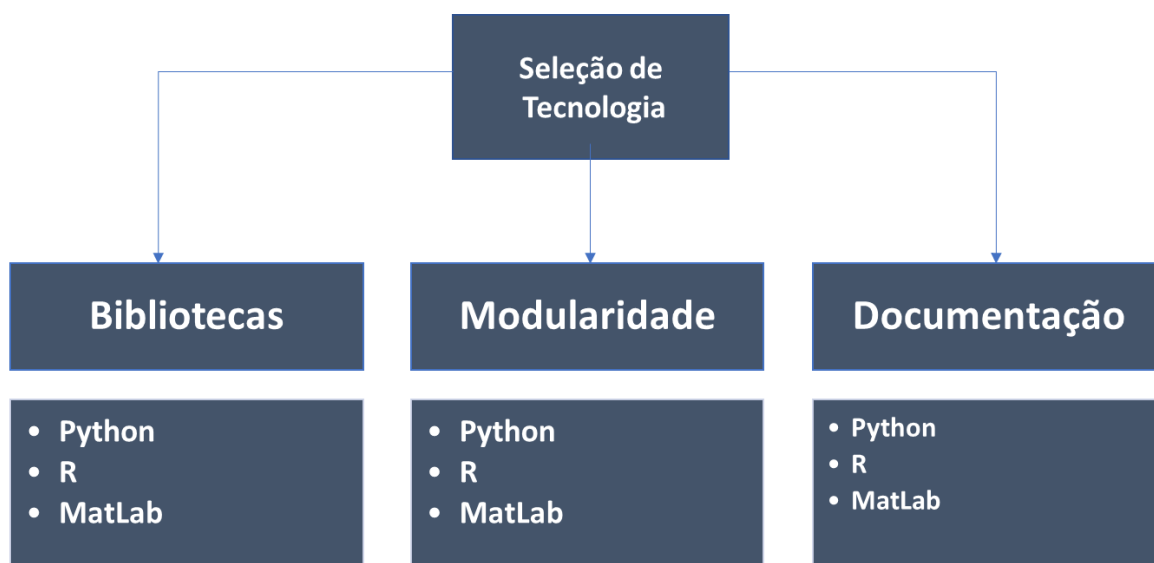 Seleção de
Tecnologia
Bibliotecas
• Python
• R
• MatLab
Modularidade
• Python
• R
• MatLab
Documentação
• Python
• R
• MatLab